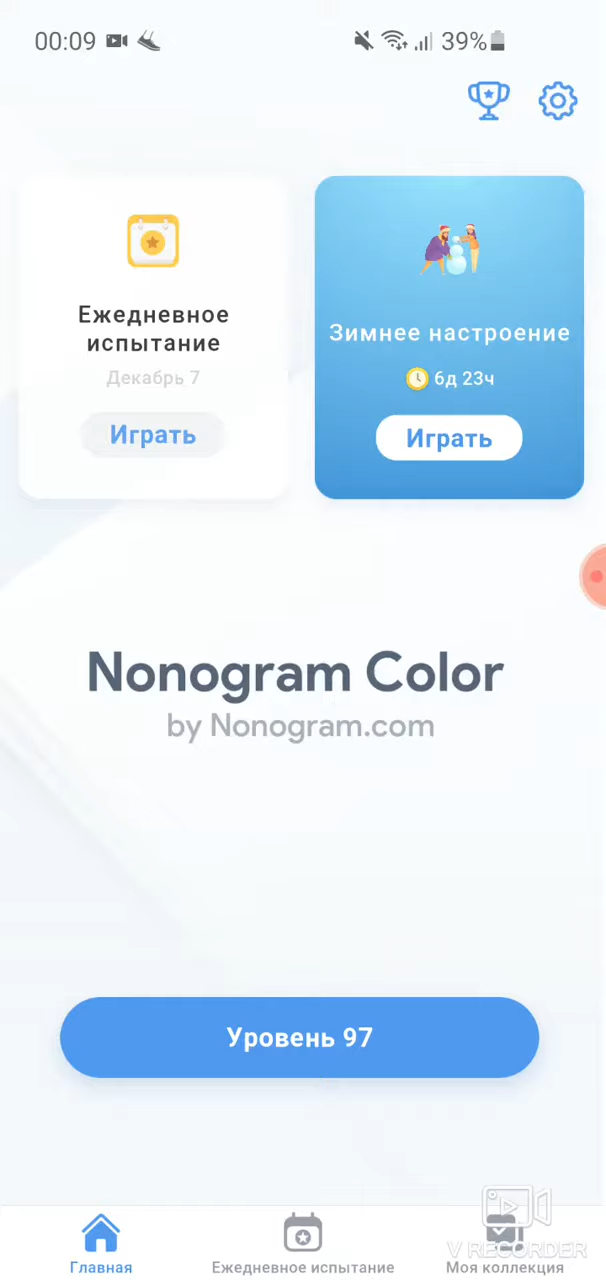 00:09
39%
Ежедневное
испытание
Декабрь 7
Играть
Зимнее настроение
6д 23ч
Играть
Nonogram Color
by Nonogram.com
Уровень 97
Главная
Ежедневное испытание
Моя коллекция
V RECORDER